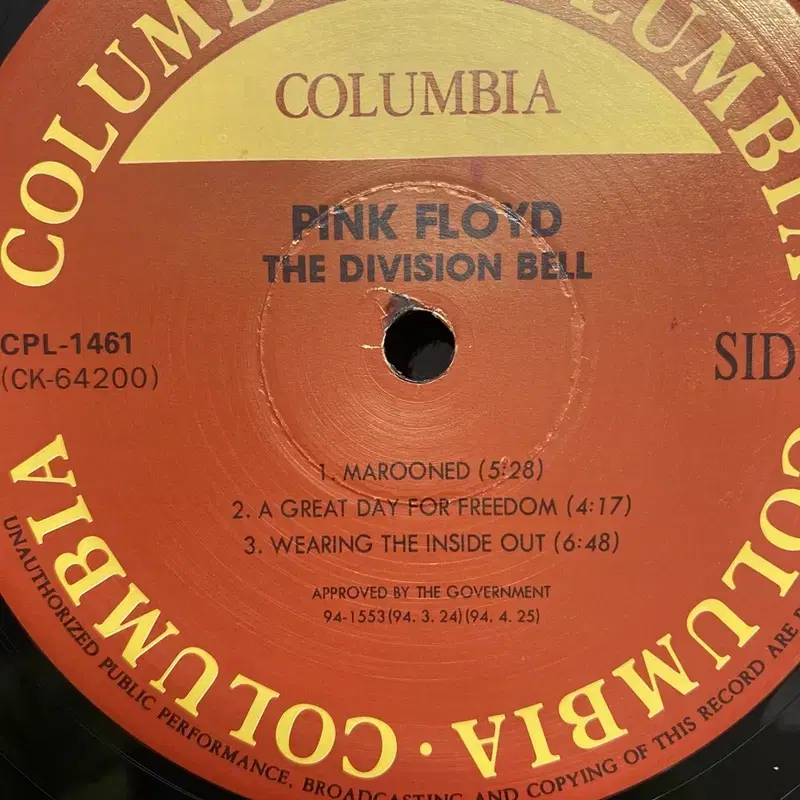 COLUMBIA
COLUMBIA
COLUMBIA
PINK FLOYD
THE DIVISION BELL
CPL-1461
(CK-64200)
1. MAROONED (5:28)
2. A GREAT DAY FOR FREEDOM (4:17)
3. WEARING THE INSIDE OUT (6:48)
APPROVED BY THE GOVERNMENT
94-1553(94. 3. 24)(94. 4. 25)
COLUMBIA · COLUMBIA
UNAUTHORIZED PUBLIC PERFORMANCE, BROADCASTING AND COPYING OF THIS RECORD ARE